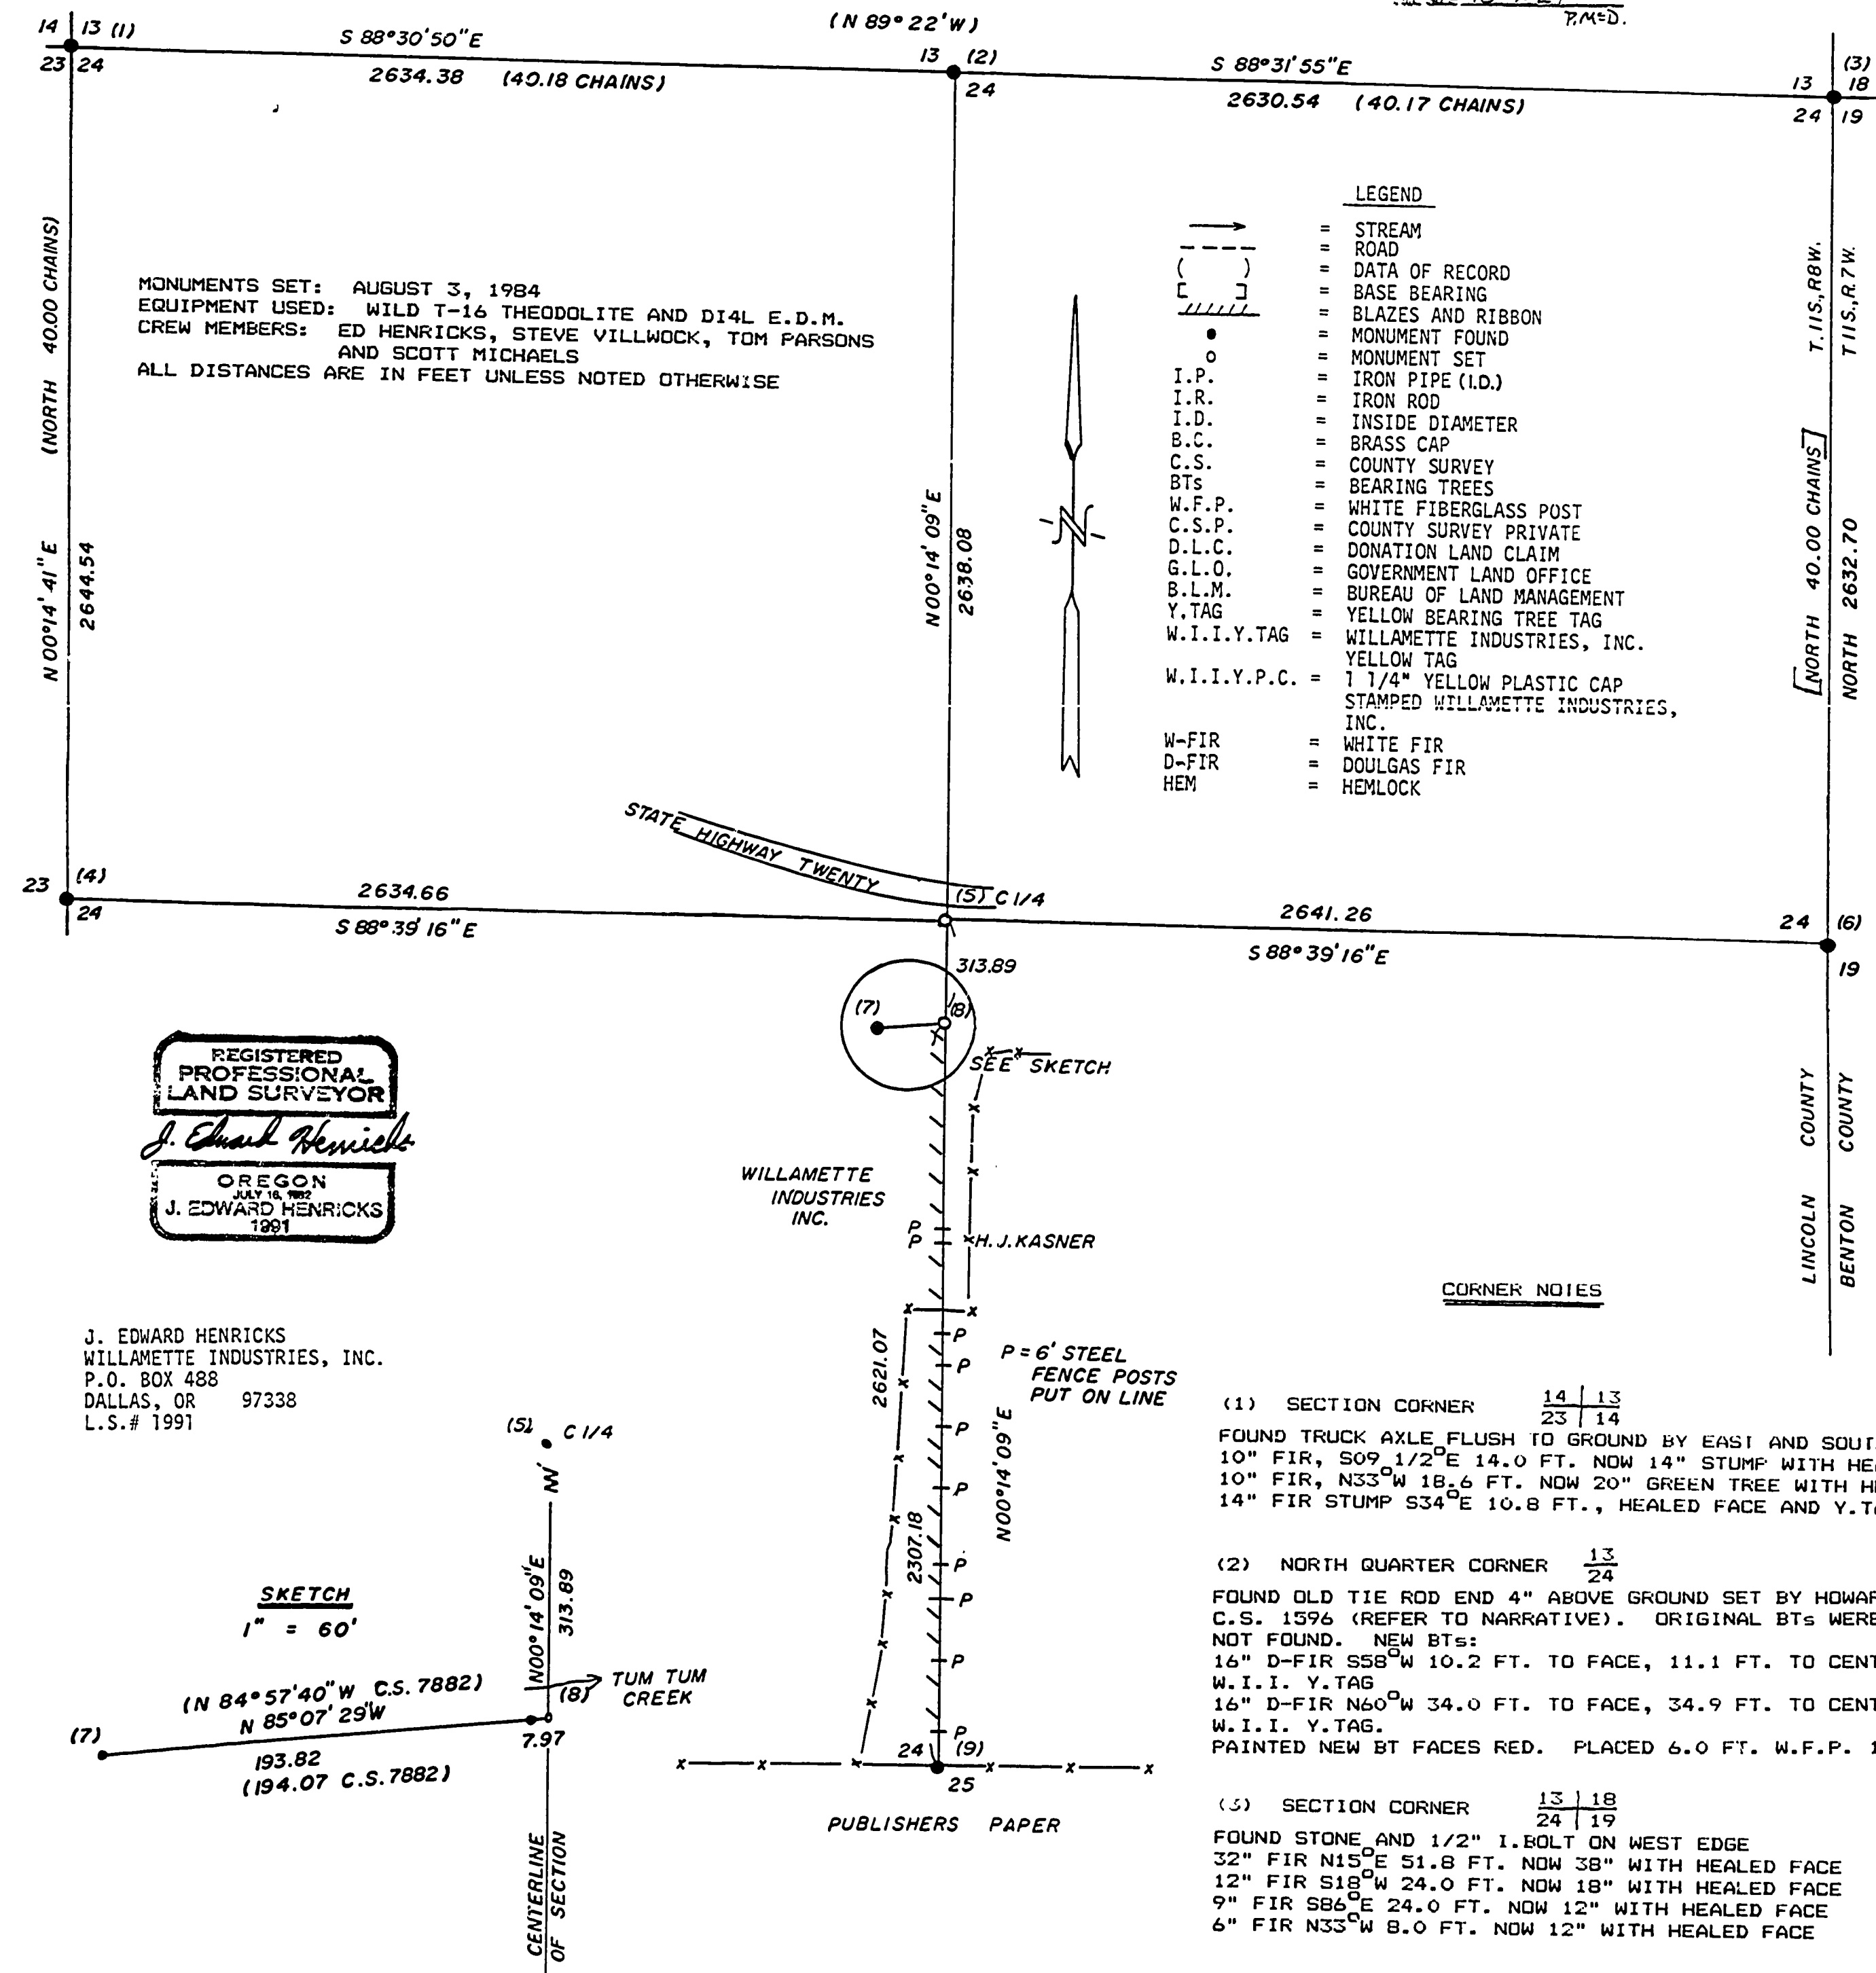 P.M=D.
14 | 13 (1)
23 | 24
S 88°30'50"E
2634.38 (40.18 CHAINS)
(N 89°22'W)
13 (2)
24
S 88°31'55"E
2630.54 (40.17 CHAINS)
13 | 18 (3)
24 | 19
(NORTH 40.00 CHAINS)
N 00°14'41"E
2644.54
MONUMENTS SET: AUGUST 3, 1984
EQUIPMENT USED: WILD T-16 THEODOLITE AND DI4L E.D.M.
CREW MEMBERS: ED HENRICKS, STEVE VILLWOCK, TOM PARSONS
AND SCOTT MICHAELS
ALL DISTANCES ARE IN FEET UNLESS NOTED OTHERWISE
N00°14'09"E
2638.08
N
LEGEND
= STREAM
= ROAD
( ) = DATA OF RECORD
[ ] = BASE BEARING
= BLAZES AND RIBBON
= MONUMENT FOUND
= MONUMENT SET
I.P. = IRON PIPE (I.D.)
I.R. = IRON ROD
I.D. = INSIDE DIAMETER
B.C. = BRASS CAP
C.S. = COUNTY SURVEY
BTs = BEARING TREES
W.F.P. = WHITE FIBERGLASS POST
C.S.P. = COUNTY SURVEY PRIVATE
D.L.C. = DONATION LAND CLAIM
G.L.O. = GOVERNMENT LAND OFFICE
B.L.M. = BUREAU OF LAND MANAGEMENT
Y.TAG = YELLOW BEARING TREE TAG
W.I.I.Y.TAG = WILLAMETTE INDUSTRIES, INC.
YELLOW TAG
W.I.I.Y.P.C. = 1 1/4" YELLOW PLASTIC CAP
STAMPED WILLAMETTE INDUSTRIES,
INC.
W-FIR = WHITE FIR
D-FIR = DOULGAS FIR
HEM = HEMLOCK
T.11S.,R8W.
T11S.,R.7W.
[NORTH 40.00 CHAINS]
NORTH 2632.70
STATE HIGHWAY TWENTY
23 (4)
24
2634.66
S 88°39'16"E
(5) C 1/4
2641.26
S 88°39'16"E
24 (6)
19
313.89
(7)
(8)
SEE SKETCH
REGISTERED
PROFESSIONAL
LAND SURVEYOR
J. Edward Henricks
OREGON
JULY 16, 1982
J. EDWARD HENRICKS
1991
WILLAMETTE
INDUSTRIES
INC.
P
P
H.J.KASNER
LINCOLN COUNTY
BENTON COUNTY
J. EDWARD HENRICKS
WILLAMETTE INDUSTRIES, INC.
P.O. BOX 488
DALLAS, OR 97338
L.S.# 1991
2621.07
2307.18
P
P
P
P
P
P
P
P
P = 6' STEEL
FENCE POSTS
PUT ON LINE
N00°14'09"E
24 (9)
25
PUBLISHERS PAPER
SKETCH
1" = 60'
(5) C 1/4
N00°14'09"E
313.89
TUM TUM
CREEK
(8)
(N 84°57'40"W C.S. 7882)
N 85°07'29"W
(7)
193.82
(194.07 C.S.7882)
7.97
CENTERLINE
OF SECTION
CORNER NOTES
(1) SECTION CORNER 14 | 13
23 | 14
FOUND TRUCK AXLE FLUSH TO GROUND BY EAST AND
10" FIR, S09 1/2°E 14.0 FT. NOW 14" STUMP WITH
10" FIR, N33°W 18.6 FT. NOW 20" GREEN TREE WITH
14" FIR STUMP S34°E 10.8 FT., HEALED FACE AND
(2) NORTH QUARTER CORNER 13
24
FOUND OLD TIE ROD END 4" ABOVE GROUND SET BY
C.S. 1596 (REFER TO NARRATIVE). ORIGINAL BTs WERE
NOT FOUND. NEW BTs:
16" D-FIR S58°W 10.2 FT. TO FACE, 11.1 FT. TO
W.I.I. Y.TAG
16" D-FIR N60°W 34.0 FT. TO FACE, 34.9 FT. TO
W.I.I. Y.TAG.
PAINTED NEW BT FACES RED. PLACED 6.0 FT. W.F.P.
(3) SECTION CORNER 13 | 18
24 | 19
FOUND STONE AND 1/2" I.BOLT ON WEST EDGE
32" FIR N15°E 51.8 FT. NOW 38" WITH HEALED FACE
12" FIR S18°W 24.0 FT. NOW 18" WITH HEALED FACE
9" FIR S86°E 24.0 FT. NOW 12" WITH HEALED FACE
6" FIR N33°W 8.0 FT. NOW 12" WITH HEALED FACE